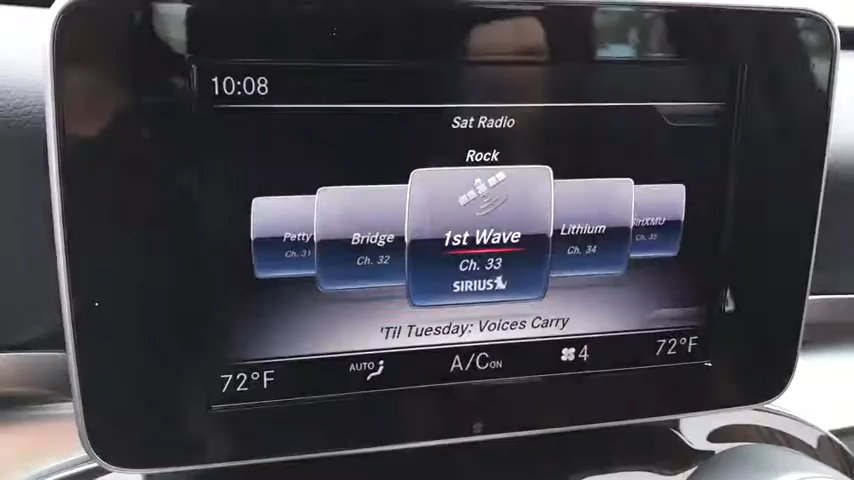 10:08
Sat Radio
Rock
Petty
Ch. 31
Bridge
Ch. 32
1st Wave
Ch. 33
SIRIUS
Lithium
Ch. 34
SiriXMU
Ch. 35
'Til Tuesday: Voices Carry
72°F AUTO A/C ON 4 72°F